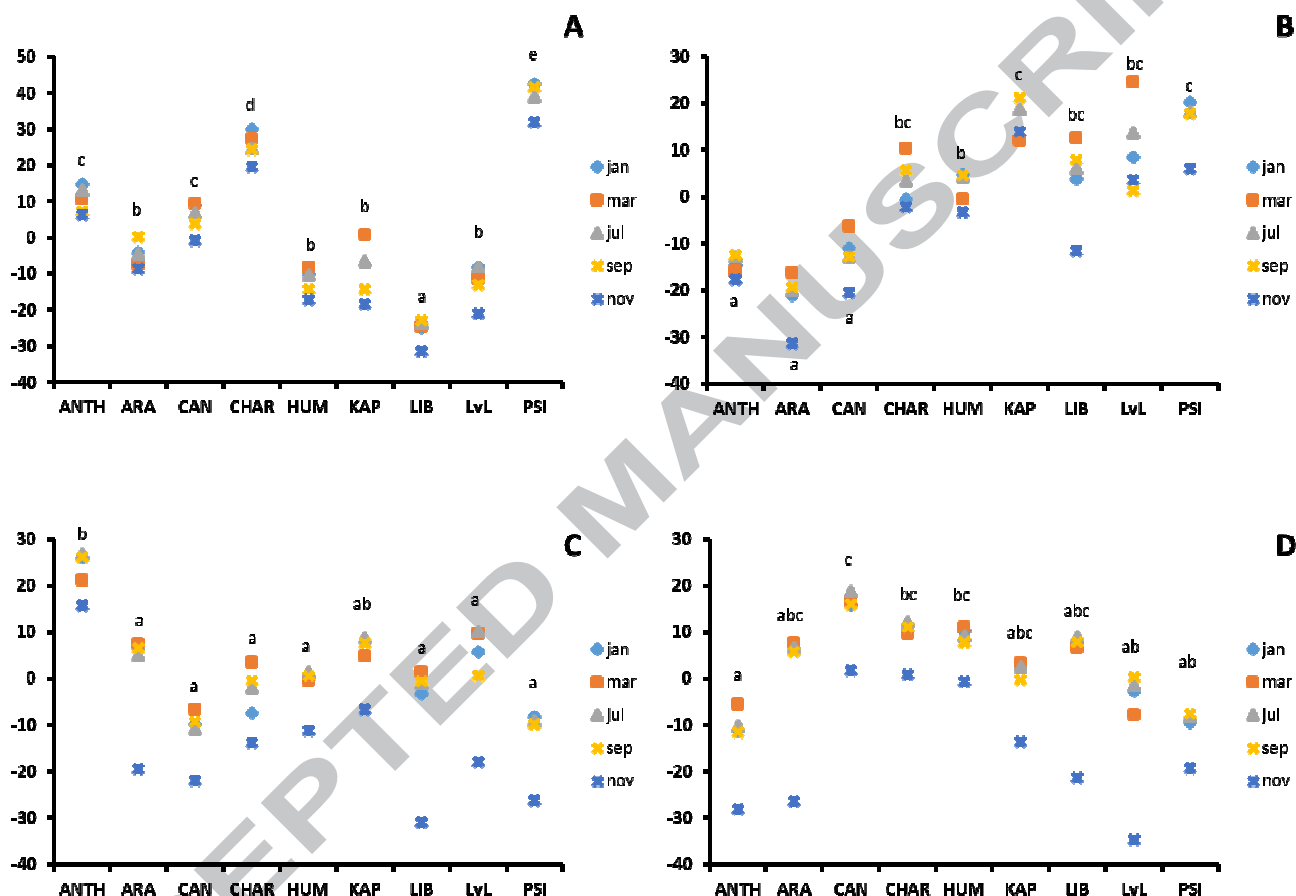 A
50
40
30
20
10
0
-10
-20
-30
-40
c
b
c
d
b
b
a
b
e
ANTH ARA CAN CHAR HUM KAP LIB LvL PSI
jan
mar
jul
sep
nov
B
30
20
10
0
-10
-20
-30
-40
a
a
a
bc
b
c
bc
bc
c
ANTH ARA CAN CHAR HUM KAP LIB LvL PSI
jan
mar
jul
sep
nov
C
30
20
10
0
-10
-20
-30
-40
b
a
a
a
a
ab
a
a
a
ANTH ARA CAN CHAR HUM KAP LIB LvL PSI
jan
mar
jul
sep
nov
D
30
20
10
0
-10
-20
-30
-40
a
abc
c
bc
bc
abc
abc
ab
ab
ANTH ARA CAN CHAR HUM KAP LIB LvL PSI
jan
mar
jul
sep
nov
EPTED MANUSCRI